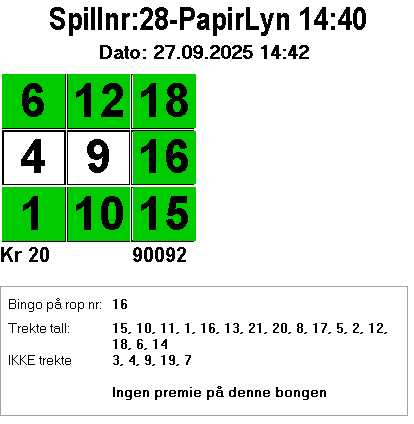 Spillnr:28-PapirLyn 14:40
Dato: 27.09.2025 14:42
6 12 18
4 9 16
1 10 15
Kr 20 90092
Bingo på rop nr: 16
Trekte tall: 15, 10, 11, 1, 16, 13, 21, 20, 8, 17, 5, 2, 12,
18, 6, 14
IKKE trekte 3, 4, 9, 19, 7
Ingen premie på denne bongen